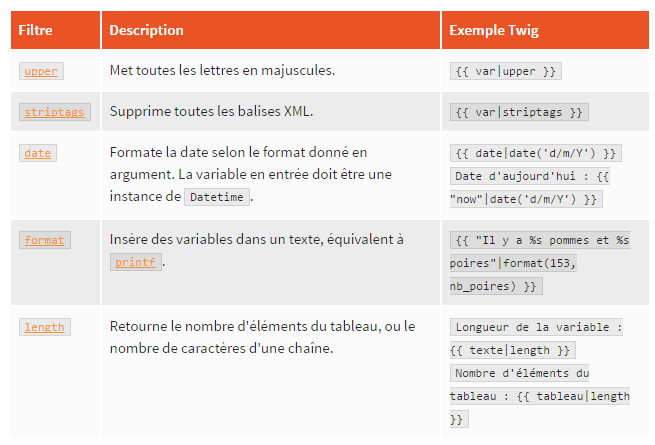 Filtre Description Exemple Twig
upper Met toutes les lettres en majuscules. {{ var|upper }}
striptags Supprime toutes les balises XML. {{ var|striptags }}
date Formate la date selon le format donné en
argument. La variable en entrée doit être une
instance de Datetime.
{{ date|date('d/m/Y') }}
Date d'aujourd'hui : {{
"now"|date('d/m/Y') }}
format Insère des variables dans un texte, équivalent à
printf.
{{ "Il y a %s pommes et %s
poires"|format(153,
nb_poires) }}
length Retourne le nombre d'éléments du tableau, ou le
nombre de caractères d'une chaîne.
Longueur de la variable :
{{ texte|length }}
Nombre d'éléments du
tableau : {{ tableau|length
}}